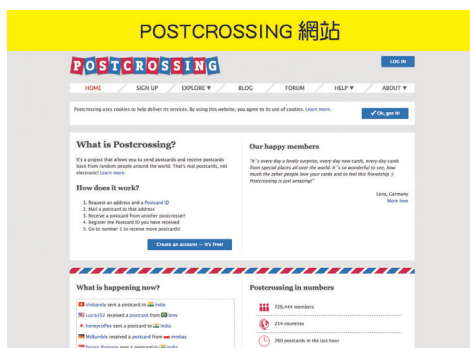 POSTCROSSING 網站
POSTCROSSING
LOG IN
HOME
SIGN UP
EXPLORE ▼
BLOG
FORUM
HELP ▼
ABOUT ▼
Postcrossing uses cookies to help deliver its services. By using this website, you agree to its use of cookies. Learn more.
✓ Ok, got it!
What is Postcrossing?
It's a project that allows you to send postcards and receive postcards
back from random people around the world. That's real postcards, not
electronic! Learn more.
How does it work?
1. Request an address and a Postcard ID
2. Mail a postcard to that address
3. Receive a postcard from another postcrosser!
4. Register the Postcard ID you have received
5. Go to number 1 to receive more postcards!
Create an account — it's free!
Our happy members
"It´s every day a lovely surprise, every day new cards, every day cards
from special places all over the world. It´s so wonderful to see, how
much the other people love your cards and to feel this friendship :)
Postcrossing is just amazing!"
Lena, Germany
More love
What is happening now?
shibandy sent a postcard to India
Lucia152 received a postcard from tony
honeycoffee sent a postcard to India
McBumble received a postcard from mrekay
sent a postcard to India
Postcrossing in numbers
726,444 members
214 countries
760 postcards in the last hour